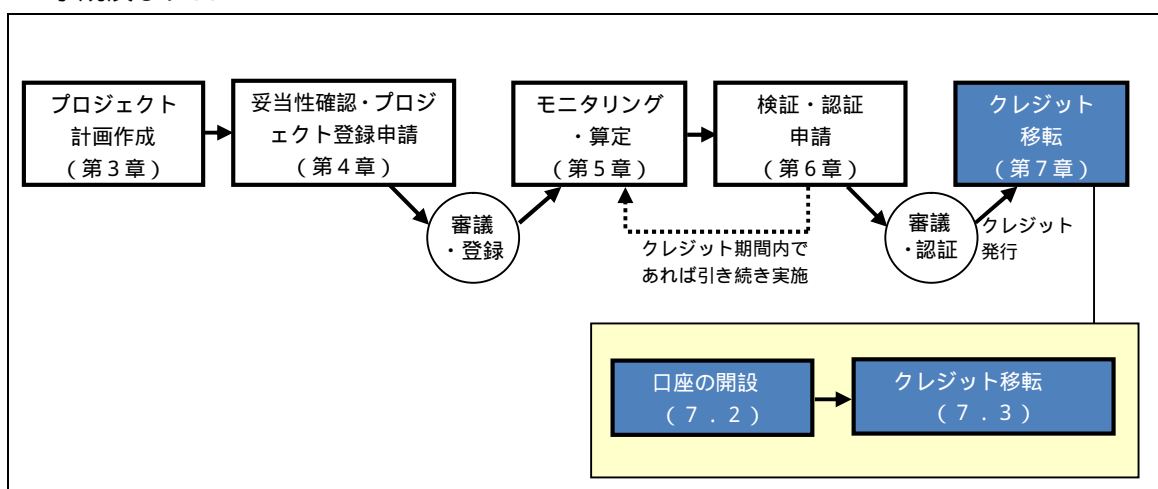 プロジェクト
計画作成
(第3章)
妥当性確認・プロジ
ェクト登録申請
(第4章)
モニタリング
・算定
(第5章)
検証・認証
申請
(第6章)
クレジット
移転
(第7章)
審議
・登録
クレジット期間内で
あれば引き続き実施
審議
・認証
クレジット
発行
口座の開設
(7.2)
クレジット移転
(7.3)